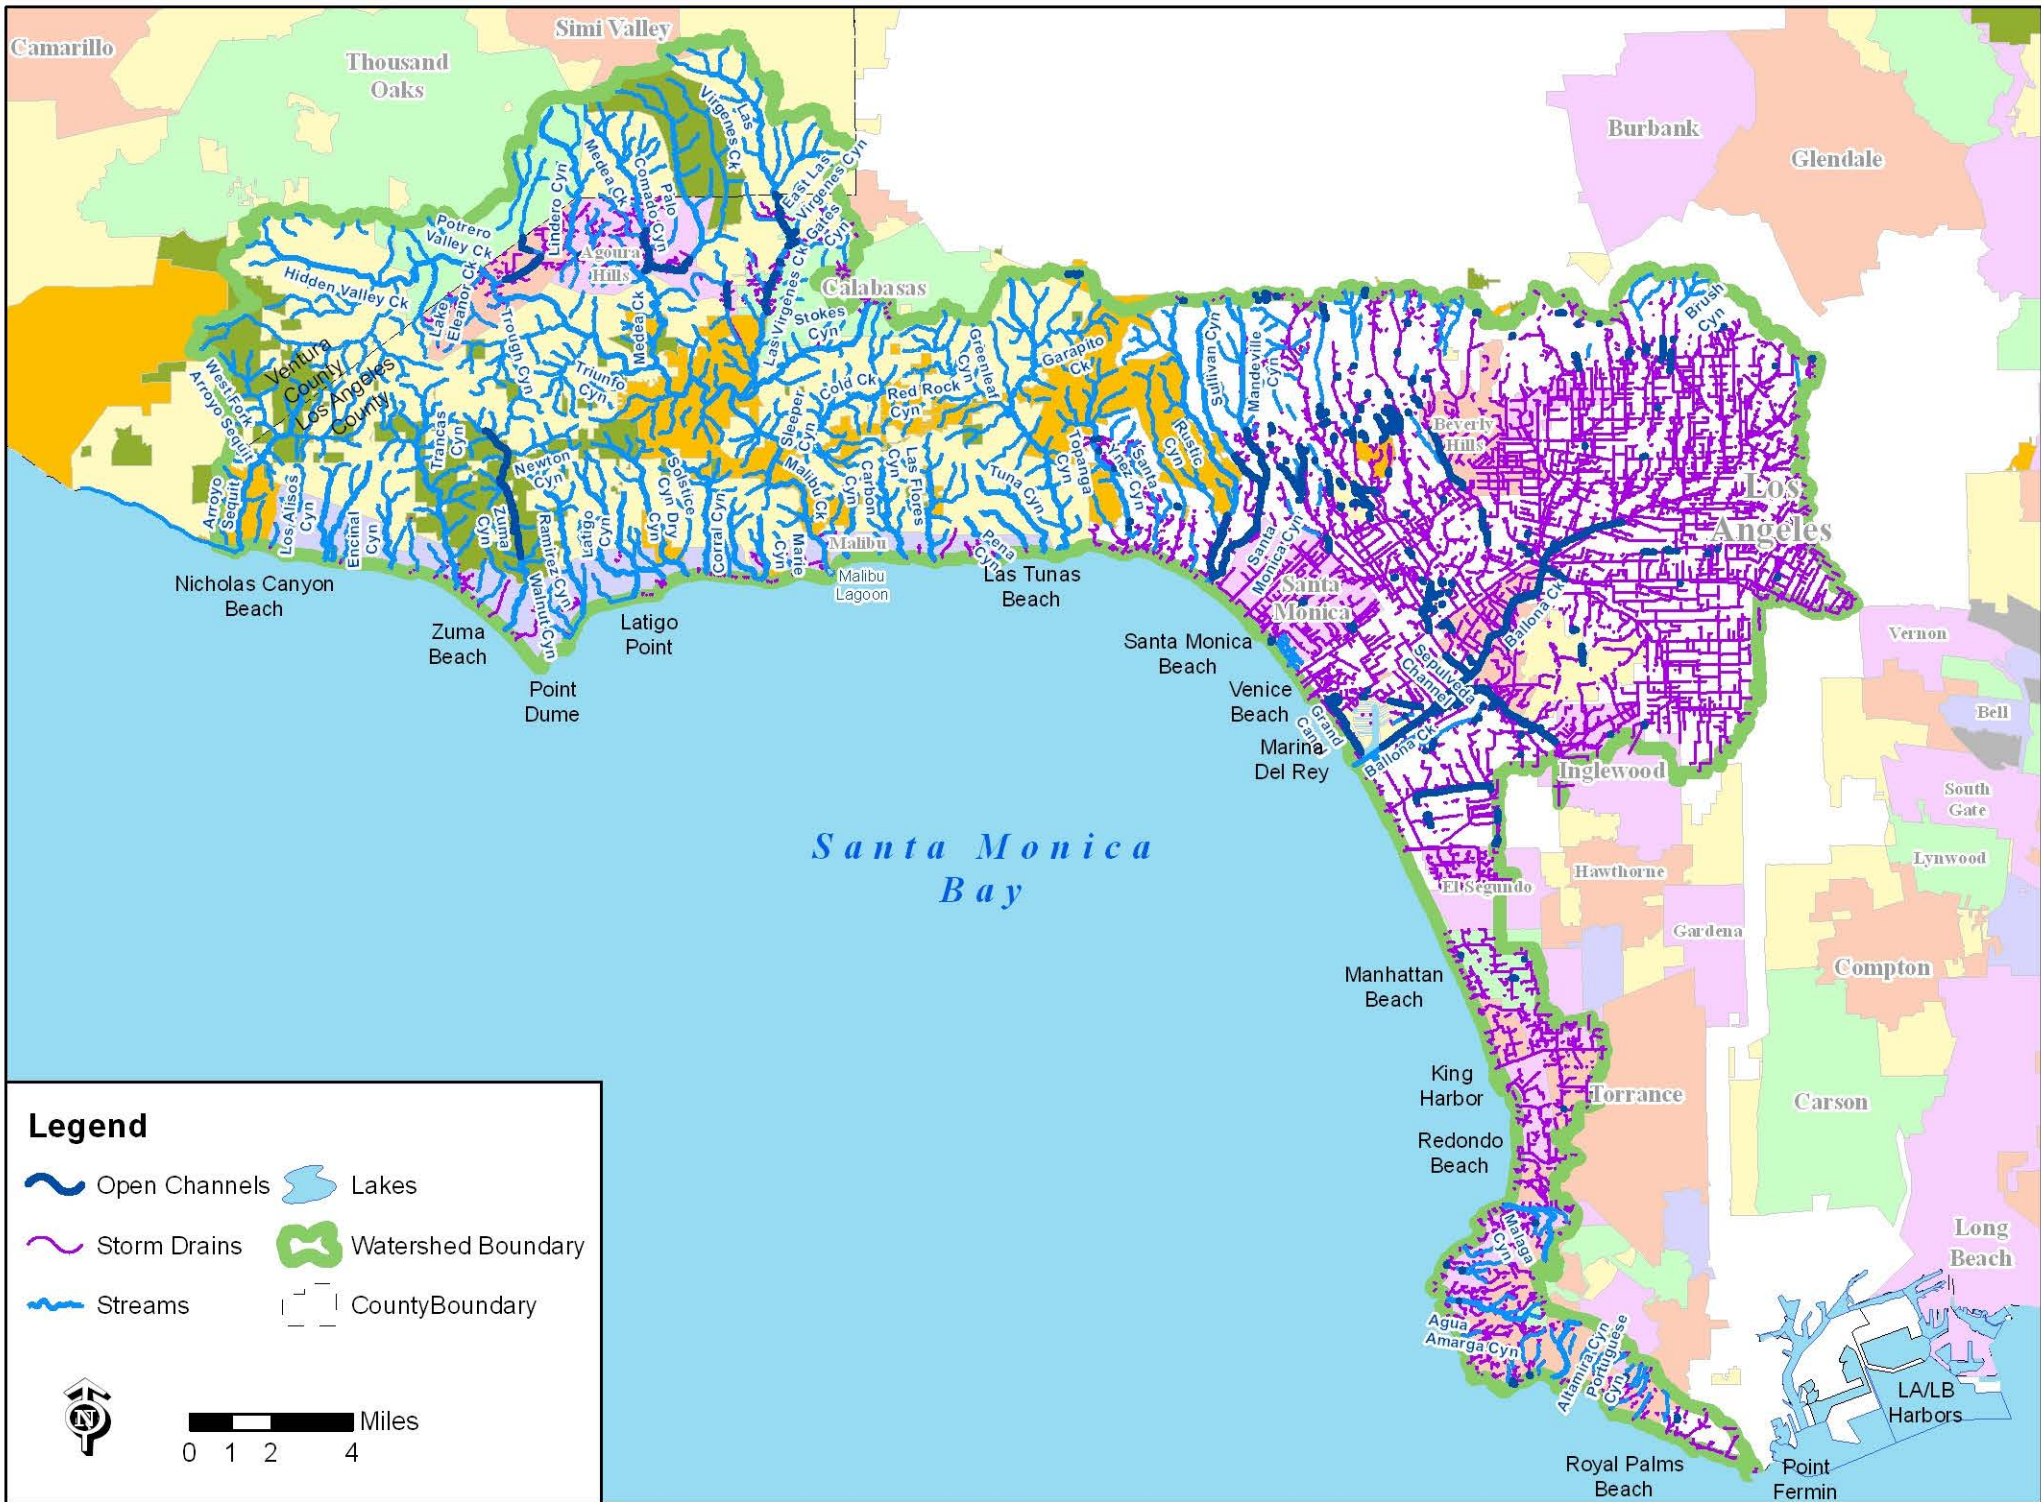 Camarillo
Thousand
Oaks
Simi Valley
Burbank
Glendale
Las
Virgenes Ck
Medea Ck
Lindero Cyn
Palo
Comado Cyn
East Las
Virgenes Cyn
Gates
Cyn
Potrero
Valley Ck
Agoura
Hills
Hidden Valley Ck
Lake
Eleanor Ck
Las Virgenes Ck
Calabasas
Stokes
Cyn
Medea Ck
Trough Cyn
Triunfo
Cyn
Ventura
County
Los Angeles
County
West Fork
Arroyo Sequit
Cold Ck
Red Rock
Cyn
Greenleaf
Cyn
Garapito
Ck
Sullivan Cyn
Mandeville
Cyn
Brush
Cyn
Beverly
Hills
Los
Angeles
Arroyo
Sequit
Los Alisos
Cyn
Encinal
Cyn
Trancas
Cyn
Newton
Cyn
Zuma
Cyn
Ramirez Cyn
Walnut Cyn
Latigo
Cyn
Solstice
Cyn
Dry
Cyn
Corral Cyn
Marie
Cyn
Sleeper
Cyn
Malibu Ck
Carbon
Cyn
Las Flores
Cyn
Tuna Cyn
Pena
Cyn
Topanga
Cyn
Santa
Ynez Cyn
Rustic
Cyn
Santa
Monica Cyn
Santa
Monica
Malibu
Malibu
Lagoon
Nicholas Canyon
Beach
Zuma
Beach
Point
Dume
Latigo
Point
Las Tunas
Beach
Santa Monica
Beach
Venice
Beach
Marina
Del Rey
Grand
Canal
Sepulveda
Channel
Ballona Ck
Ballona Ck
Inglewood
Vernon
Bell
South
Gate
Lynwood
Santa Monica
Bay
El Segundo
Hawthorne
Gardena
Compton
Manhattan
Beach
King
Harbor
Torrance
Carson
Redondo
Beach
Malaga
Cyn
Long
Beach
Agua
Amarga Cyn
Altamira Cyn
Portuguese
Cyn
LA/LB
Harbors
Royal Palms
Beach
Point
Fermin
Legend
Open Channels
Lakes
Storm Drains
Watershed Boundary
Streams
CountyBoundary
N
Miles
0 1 2 4